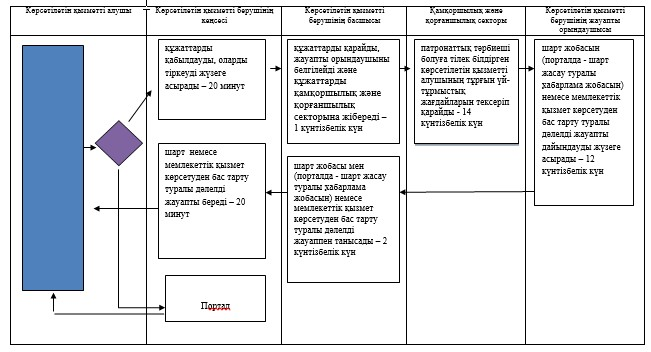 Көрсетілетін қызметті алушы
Көрсетілетін қызметті берушінің
кеңсесі
Көрсетілетін қызметті
берушінің басшысы
Қамқоршылық және
қорғаншылық секторы
Көрсетілетін қызметті
берушінің жауапты
орындаушысы
құжаттарды
қабылдауды, оларды
тіркеуді жүзеге
асырады – 20 минут
құжаттарды қарайды,
жауапты орындаушыны
белгілейді және
құжаттарды
қамқоршылық және
қорғаншылық
секторына жібереді –
1 күнтізбелік күн
патронаттық тәрбиеші
болуға тілек білдірген
көрсетілетін қызметті
алушының тұрғын үй-
тұрмыстық
жағдайларын тексеріп
қарайды - 14
күнтізбелік күн
шарт жобасын
(порталда - шарт
жасау туралы
хабарлама жобасын)
немесе мемлекеттік
қызмет көрсетуден
бас тарту туралы
дәлелді жауапты
дайындауды жүзеге
асырады – 12
күнтізбелік күн
шарт немесе
мемлекеттік қызмет
көрсетуден бас тарту
туралы дәлелді
жауапты береді – 20
минут
шарт жобасы мен
(порталда - шарт жасау
туралы хабарлама
жобасын) немесе
мемлекеттік қызмет
көрсетуден бас тарту
туралы дәлелді
жауаппен танысады – 2
күнтізбелік күн
Портал